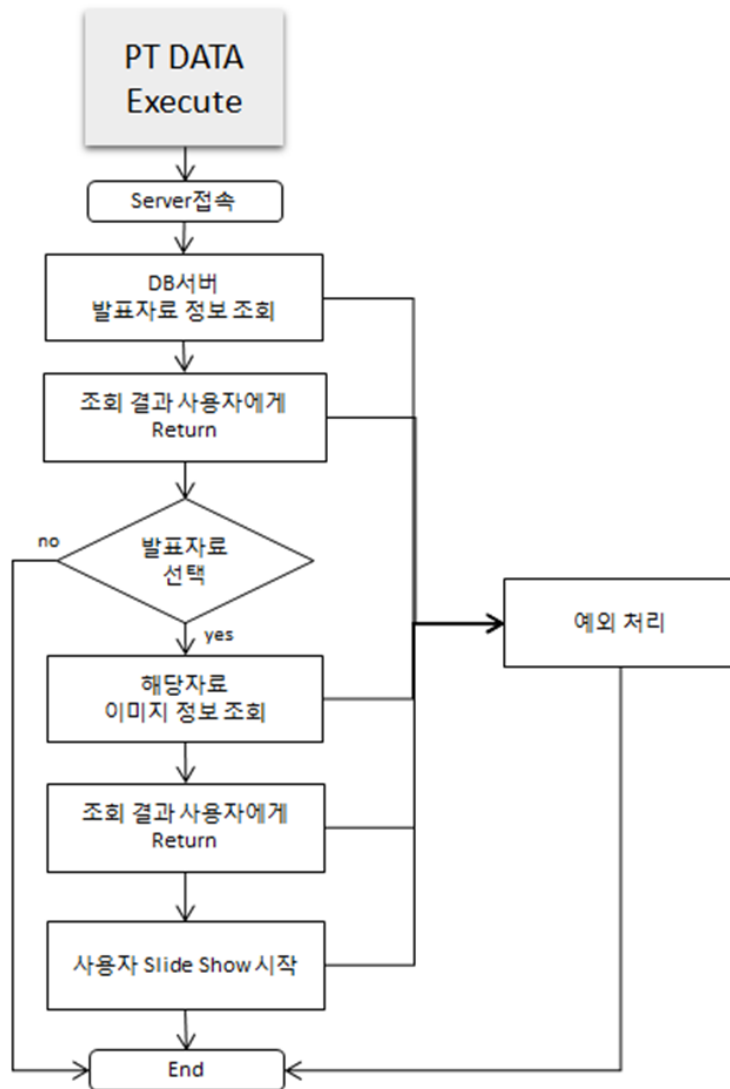 PT DATA
Execute
Server접속
DB서버
발표자료 정보 조회
조회 결과 사용자에게
Return
발표자료
선택
no
yes
예외 처리
해당자료
이미지 정보 조회
조회 결과 사용자에게
Return
사용자 Slide Show 시작
End